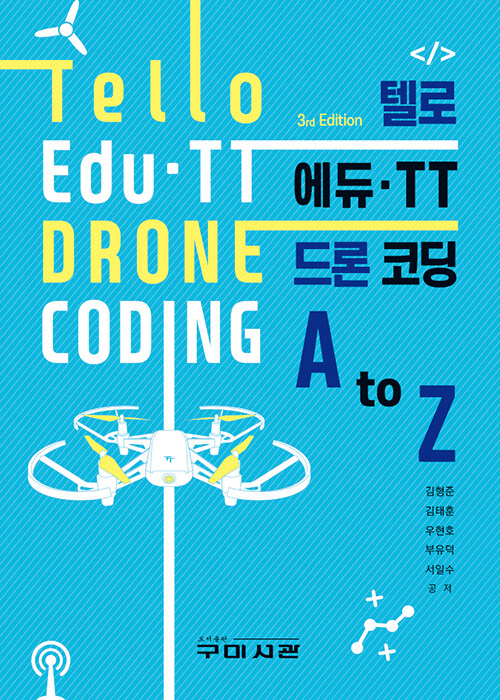 </>
Tello
Edu·TT
DRONE
CODING
3rd Edition
텔로
에듀·TT
드론 코딩
A to Z
김형준
김태훈
우현호
부유덕
서일수
공 저
도서출판
구미서관